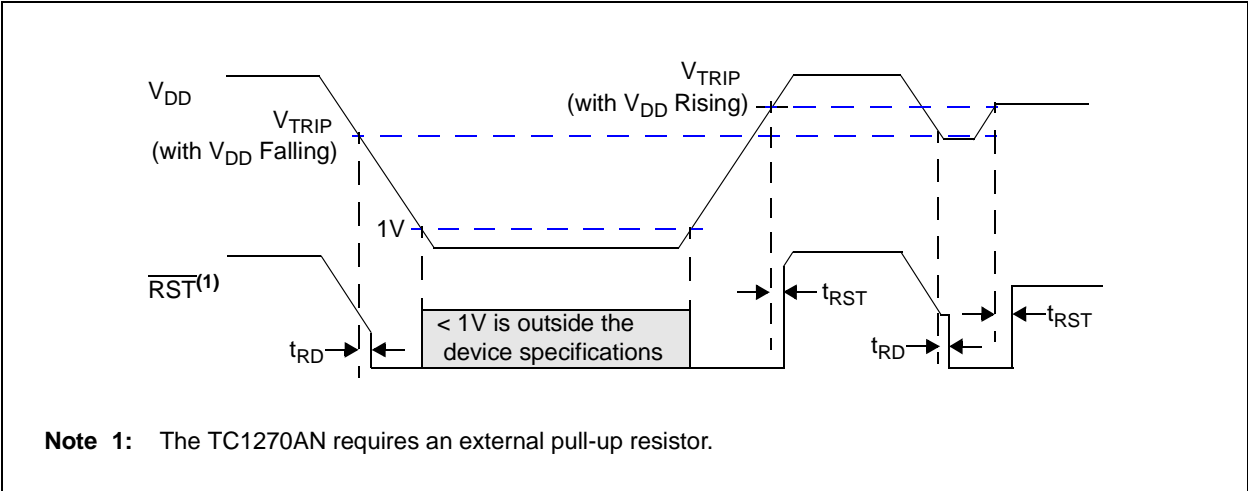 V_DD
V_TRIP
(with V_DD Falling)
V_TRIP
(with V_DD Rising)
1V
RST(1)
< 1V is outside the
device specifications
t_RD
t_RST
t_RD
t_RST
Note 1: The TC1270AN requires an external pull-up resistor.